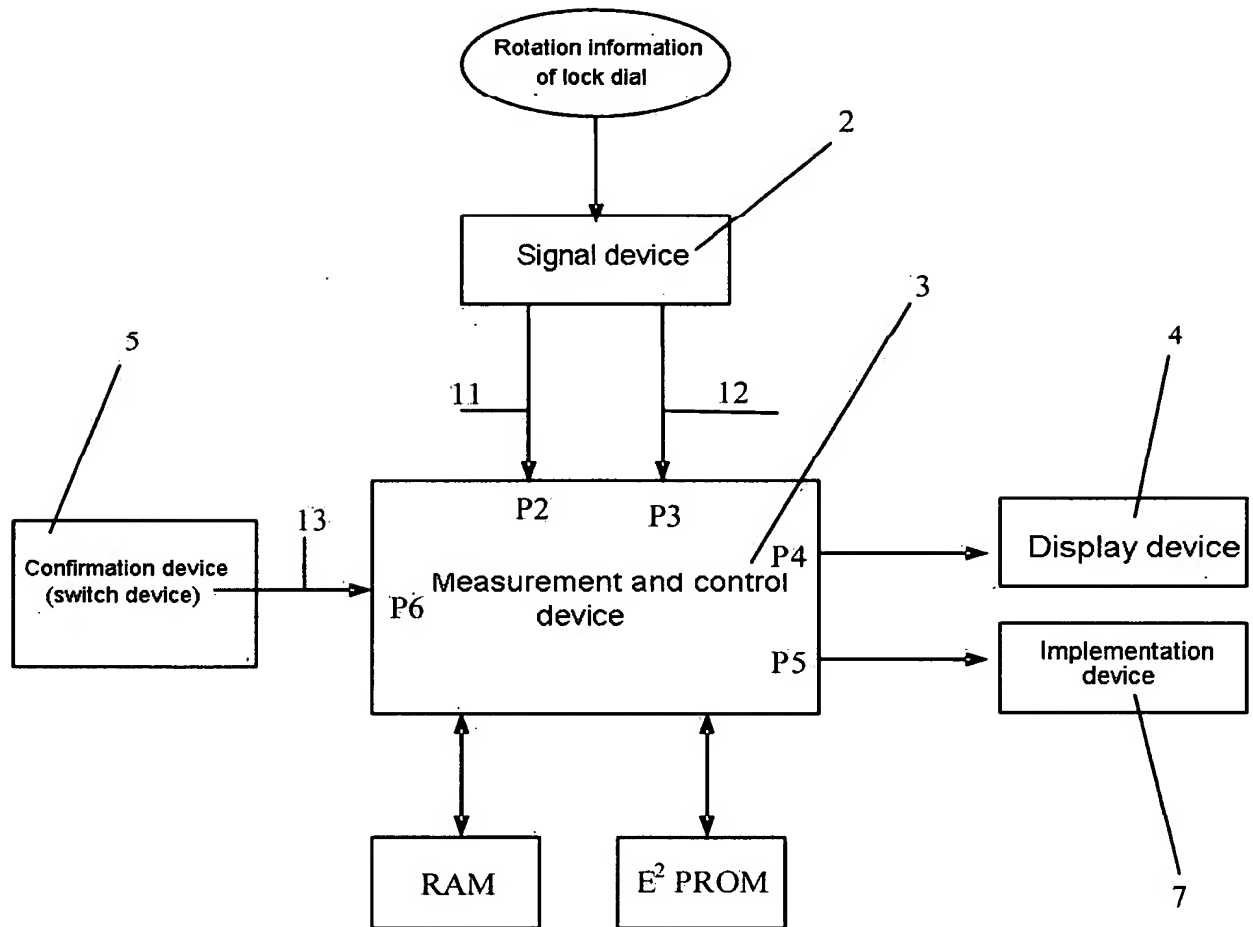 Rotation information
of lock dial
2
Signal device
3
5
4
11
12
13
P2
P3
Confirmation device
(switch device)
P4
Display device
Measurement and control
device
P6
P5
Implementation
device
RAM
E² PROM
7